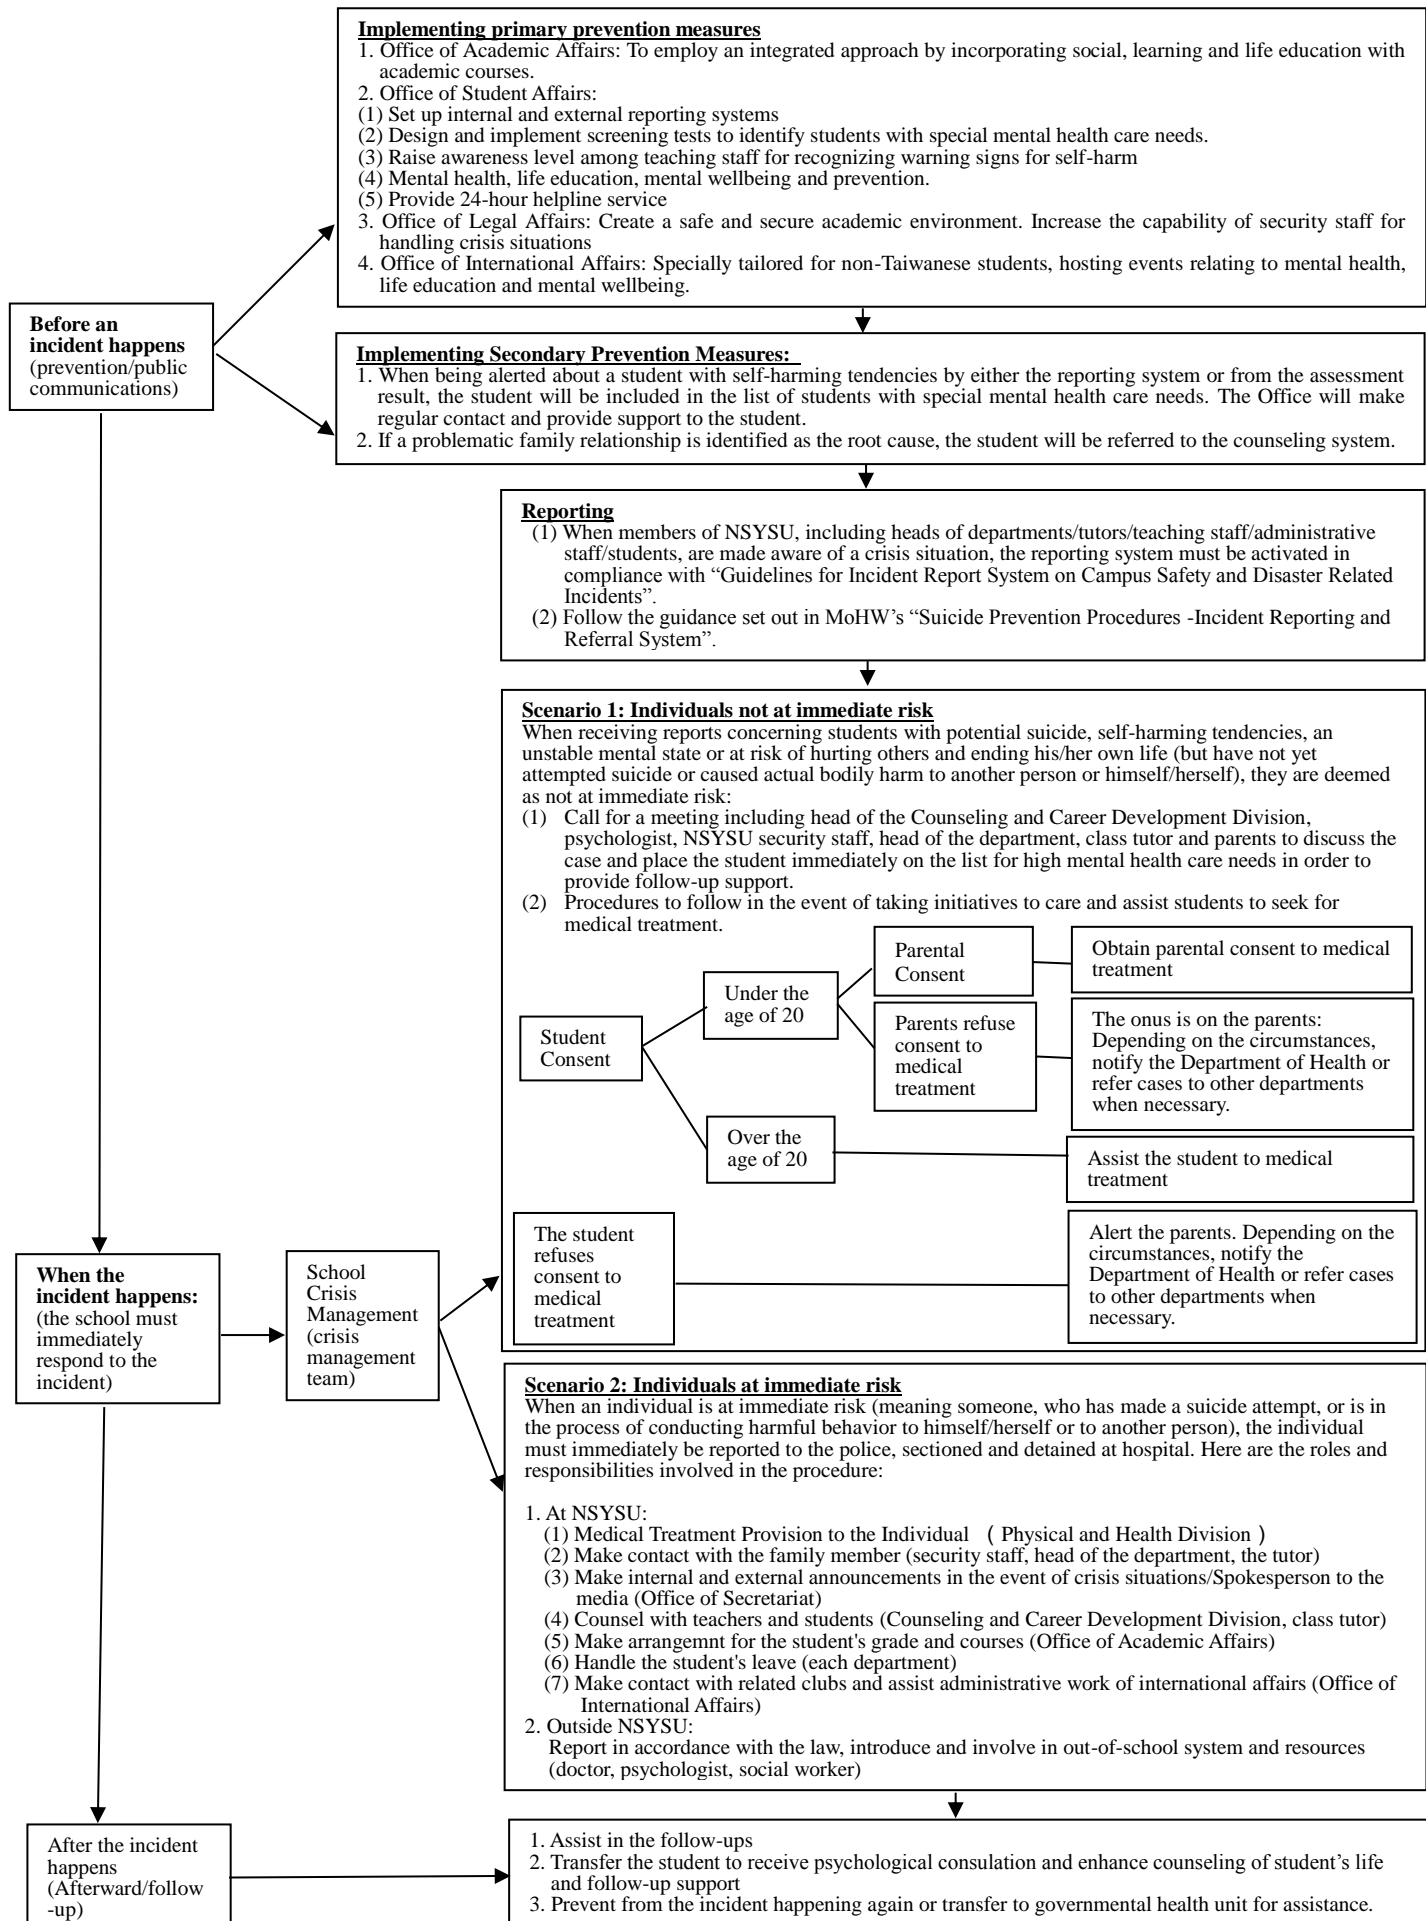 Implementing primary prevention measures
1. Office of Academic Affairs: To employ an integrated approach by incorporating social, learning and life education with
academic courses.
2. Office of Student Affairs:
(1) Set up internal and external reporting systems
(2) Design and implement screening tests to identify students with special mental health care needs.
(3) Raise awareness level among teaching staff for recognizing warning signs for self-harm
(4) Mental health, life education, mental wellbeing and prevention.
(5) Provide 24-hour helpline service
3. Office of Legal Affairs: Create a safe and secure academic environment. Increase the capability of security staff for
handling crisis situations
4. Office of International Affairs: Specially tailored for non-Taiwanese students, hosting events relating to mental health,
life education and mental wellbeing.
Before an
incident happens
(prevention/public
communications)
Implementing Secondary Prevention Measures:
1. When being alerted about a student with self-harming tendencies by either the reporting system or from the assessment
result, the student will be included in the list of students with special mental health care needs. The Office will make
regular contact and provide support to the student.
2. If a problematic family relationship is identified as the root cause, the student will be referred to the counseling system.
Reporting
(1) When members of NSYSU, including heads of departments/tutors/teaching staff/administrative
staff/students, are made aware of a crisis situation, the reporting system must be activated in
compliance with “Guidelines for Incident Report System on Campus Safety and Disaster Related
Incidents”.
(2) Follow the guidance set out in MoHW’s “Suicide Prevention Procedures -Incident Reporting and
Referral System”.
Scenario 1: Individuals not at immediate risk
When receiving reports concerning students with potential suicide, self-harming tendencies, an
unstable mental state or at risk of hurting others and ending his/her own life (but have not yet
attempted suicide or caused actual bodily harm to another person or himself/herself), they are deemed
as not at immediate risk:
(1) Call for a meeting including head of the Counseling and Career Development Division,
psychologist, NSYSU security staff, head of the department, class tutor and parents to discuss the
case and place the student immediately on the list for high mental health care needs in order to
provide follow-up support.
(2) Procedures to follow in the event of taking initiatives to care and assist students to seek for
medical treatment.
Student
Consent
Under the
age of 20
Parental
Consent
Obtain parental consent to medical
treatment
Parents refuse
consent to
medical
treatment
The onus is on the parents:
Depending on the circumstances,
notify the Department of Health or
refer cases to other departments
when necessary.
Over the
age of 20
Assist the student to medical
treatment
The student
refuses
consent to
medical
treatment
Alert the parents. Depending on the
circumstances, notify the
Department of Health or refer cases
to other departments when
necessary.
When the
incident happens:
(the school must
immediately
respond to the
incident)
School
Crisis
Management
(crisis
management
team)
Scenario 2: Individuals at immediate risk
When an individual is at immediate risk (meaning someone, who has made a suicide attempt, or is in
the process of conducting harmful behavior to himself/herself or to another person), the individual
must immediately be reported to the police, sectioned and detained at hospital. Here are the roles and
responsibilities involved in the procedure:
1. At NSYSU:
(1) Medical Treatment Provision to the Individual ( Physical and Health Division )
(2) Make contact with the family member (security staff, head of the department, the tutor)
(3) Make internal and external announcements in the event of crisis situations/Spokesperson to the
media (Office of Secretariat)
(4) Counsel with teachers and students (Counseling and Career Development Division, class tutor)
(5) Make arrangemnt for the student's grade and courses (Office of Academic Affairs)
(6) Handle the student's leave (each department)
(7) Make contact with related clubs and assist administrative work of international affairs (Office of
International Affairs)
2. Outside NSYSU:
Report in accordance with the law, introduce and involve in out-of-school system and resources
(doctor, psychologist, social worker)
After the incident
happens
(Afterward/follow
-up)
1. Assist in the follow-ups
2. Transfer the student to receive psychological consulation and enhance counseling of student’s life
and follow-up support
3. Prevent from the incident happening again or transfer to governmental health unit for assistance.